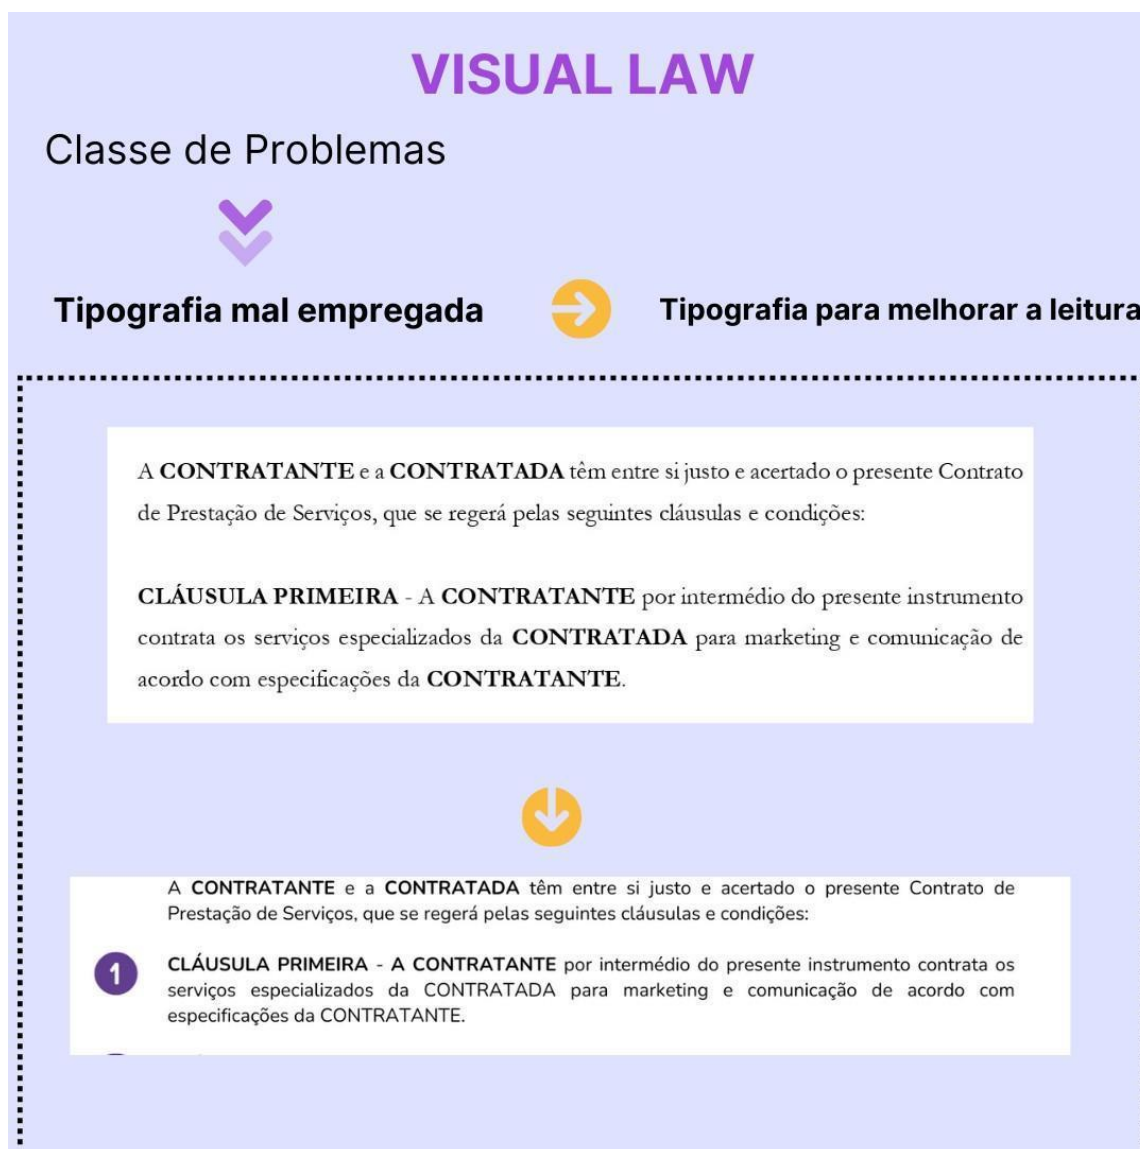 VISUAL LAW
Classe de Problemas
Tipografia mal empregada
Tipografia para melhorar a leitura
A CONTRATANTE e a CONTRATADA têm entre si justo e acertado o presente Contrato
de Prestação de Serviços, que se regerá pelas seguintes cláusulas e condições:
CLÁUSULA PRIMEIRA - A CONTRATANTE por intermédio do presente instrumento
contrata os serviços especializados da CONTRATADA para marketing e comunicação de
acordo com especificações da CONTRATANTE.
A CONTRATANTE e a CONTRATADA têm entre si justo e acertado o presente Contrato de
Prestação de Serviços, que se regerá pelas seguintes cláusulas e condições:
1
CLÁUSULA PRIMEIRA - A CONTRATANTE por intermédio do presente instrumento contrata os
serviços especializados da CONTRATADA para marketing e comunicação de acordo com
especificações da CONTRATANTE.